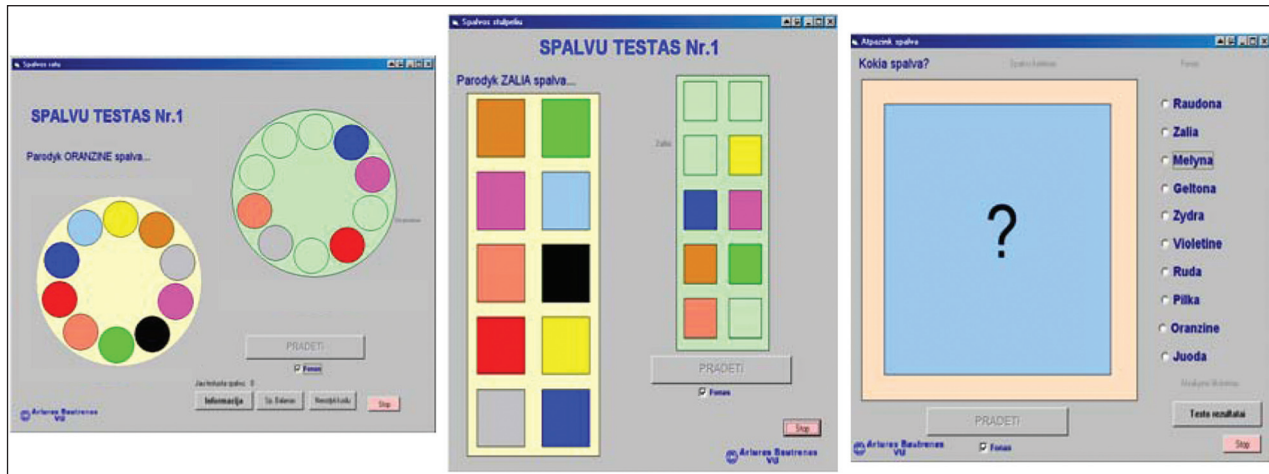 Spalvos ratu
SPALVU TESTAS Nr.1
Parodyk ORANZINE spalva...
PRADETI
Fonas
Informacija
Stop
Arturas Bautrenas
VU
Spalvos stulpeliu
SPALVU TESTAS Nr.1
Parodyk ZALIA spalva...
Zalia
PRADETI
Fonas
Stop
Arturas Bautrenas
VU
Atpazink spalva
Kokia spalva?
Fonas
Raudona
Zalia
Melyna
Geltona
Zydra
Violetine
Ruda
Pilka
Oranzine
Juoda
?
PRADETI
Testo rezultatai
Fonas
Stop
Arturas Bautrenas
VU